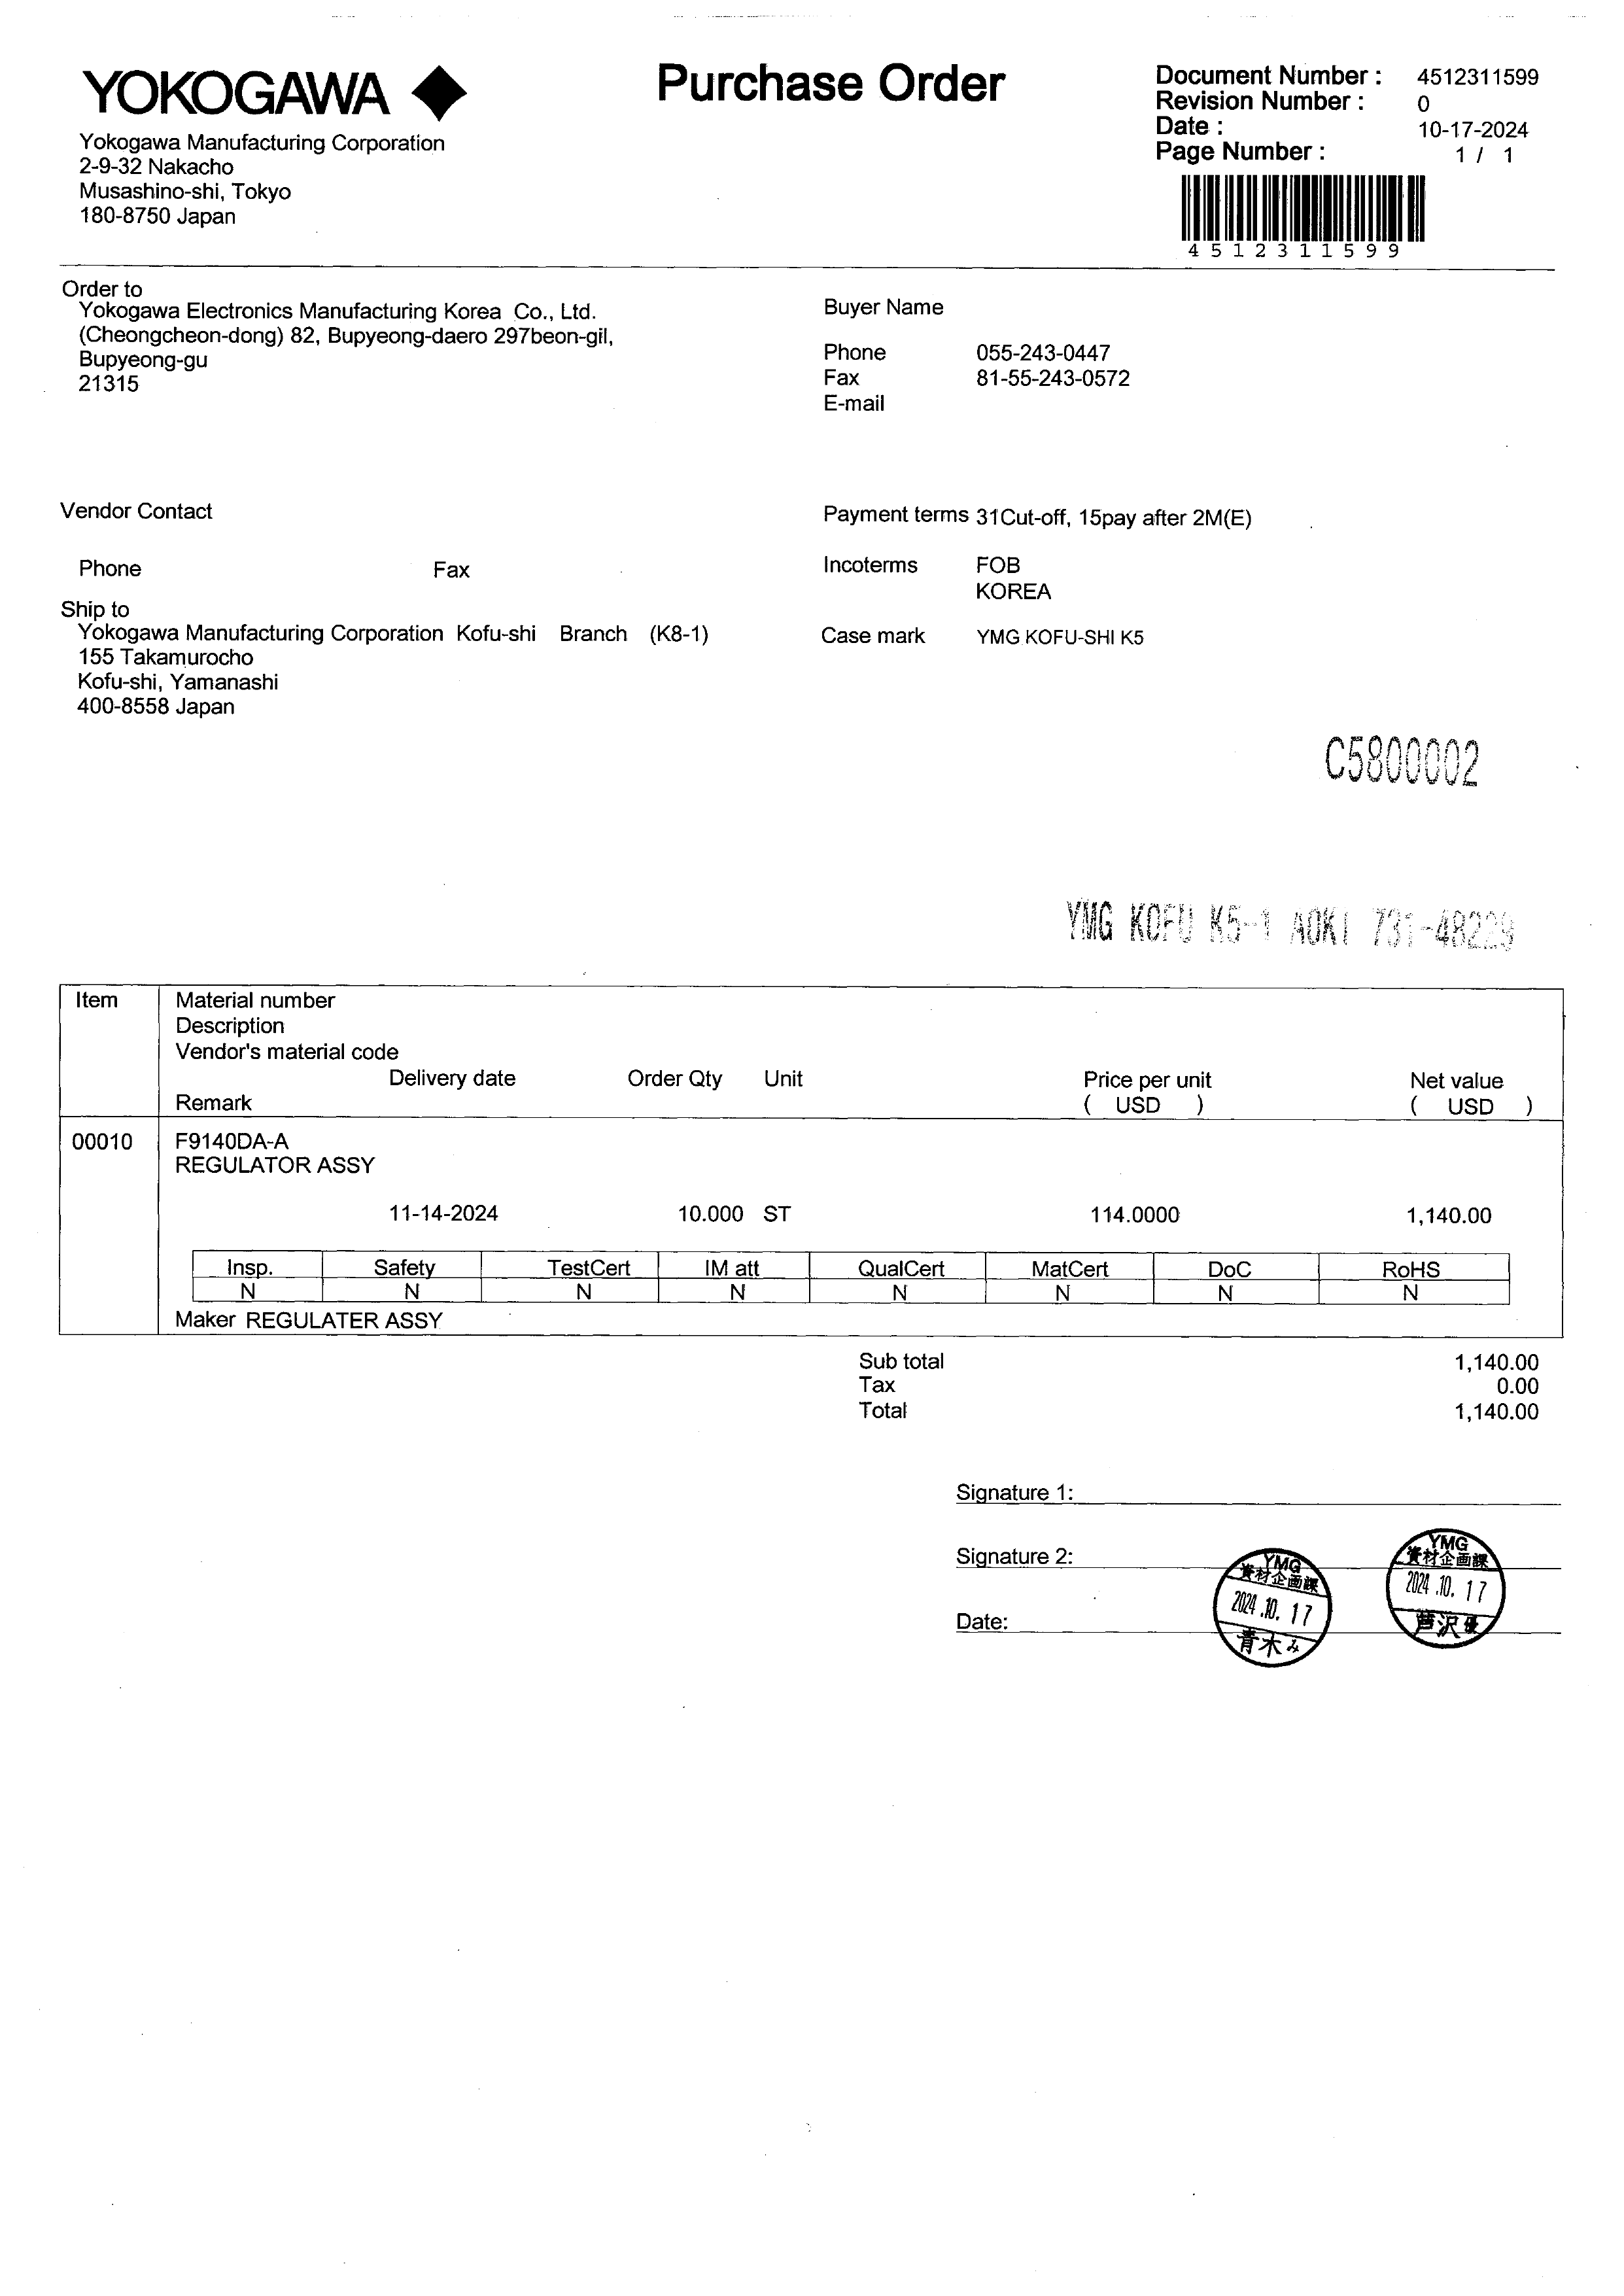 YOKOGAWA
Purchase Order
Document Number : 4512311599
Revision Number : 0
Date : 10-17-2024
Page Number : 1 / 1
4512311599
Yokogawa Manufacturing Corporation
2-9-32 Nakacho
Musashino-shi, Tokyo
180-8750 Japan
Order to
Yokogawa Electronics Manufacturing Korea Co., Ltd.
(Cheongcheon-dong) 82, Bupyeong-daero 297beon-gil,
Bupyeong-gu
21315
Buyer Name
Phone 055-243-0447
Fax 81-55-243-0572
E-mail
Vendor Contact
Phone Fax
Payment terms 31Cut-off, 15pay after 2M(E)
Incoterms FOB
KOREA
Ship to
Yokogawa Manufacturing Corporation Kofu-shi Branch (K8-1)
155 Takamurocho
Kofu-shi, Yamanashi
400-8558 Japan
Case mark YMG KOFU-SHI K5
C5800002
YMG KOFU K5-1 AOKI 731-48229
Item Material number
Description
Vendor's material code
Delivery date Order Qty Unit Price per unit Net value
Remark ( USD ) ( USD )
00010 F9140DA-A
REGULATOR ASSY
11-14-2024 10.000 ST 114.0000 1,140.00
Insp. Safety TestCert IM att QualCert MatCert DoC RoHS
N N N N N N N N
Maker REGULATER ASSY
Sub total 1,140.00
Tax 0.00
Total 1,140.00
Signature 1:
Signature 2:
Date:
YMG
資材企画課
2024.10.17
青木み
YMG
資材企画課
2024.10.17
芦沢優